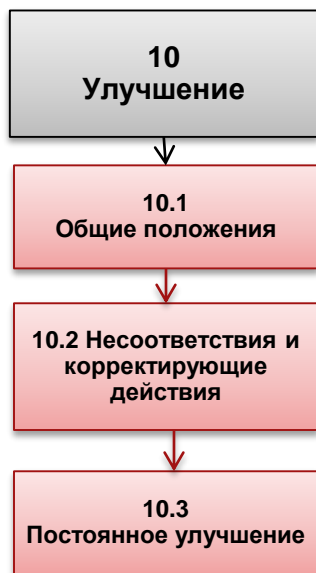 10
Улучшение
10.1
Общие положения
10.2 Несоответствия и
корректирующие
действия
10.3
Постоянное улучшение